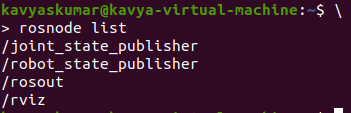 kavyaskumar@kavya-virtual-machine:~$ \
> rosnode list
/joint_state_publisher
/robot_state_publisher
/rosout
/rviz